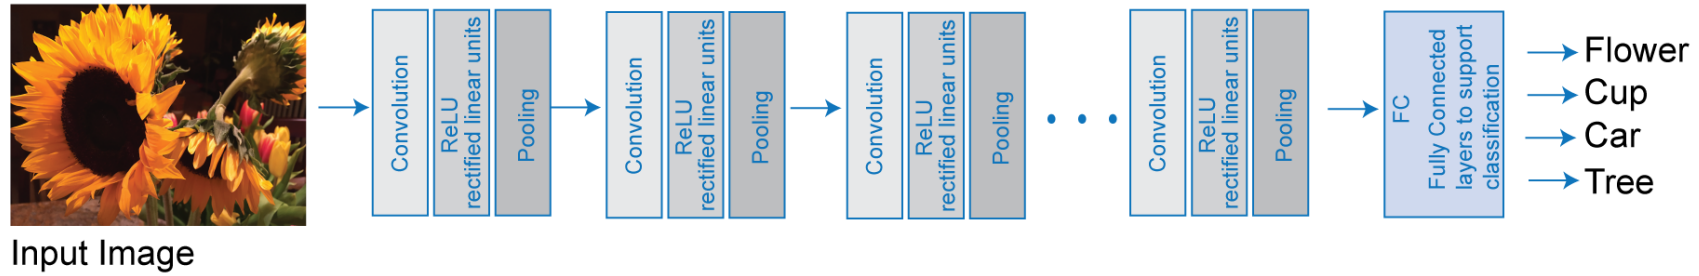 Input Image
Convolution
ReLU
rectified linear units
Pooling
Convolution
ReLU
rectified linear units
Pooling
Convolution
ReLU
rectified linear units
Pooling
Convolution
ReLU
rectified linear units
Pooling
FC
Fully Connected
layers to support
classification
Flower
Cup
Car
Tree